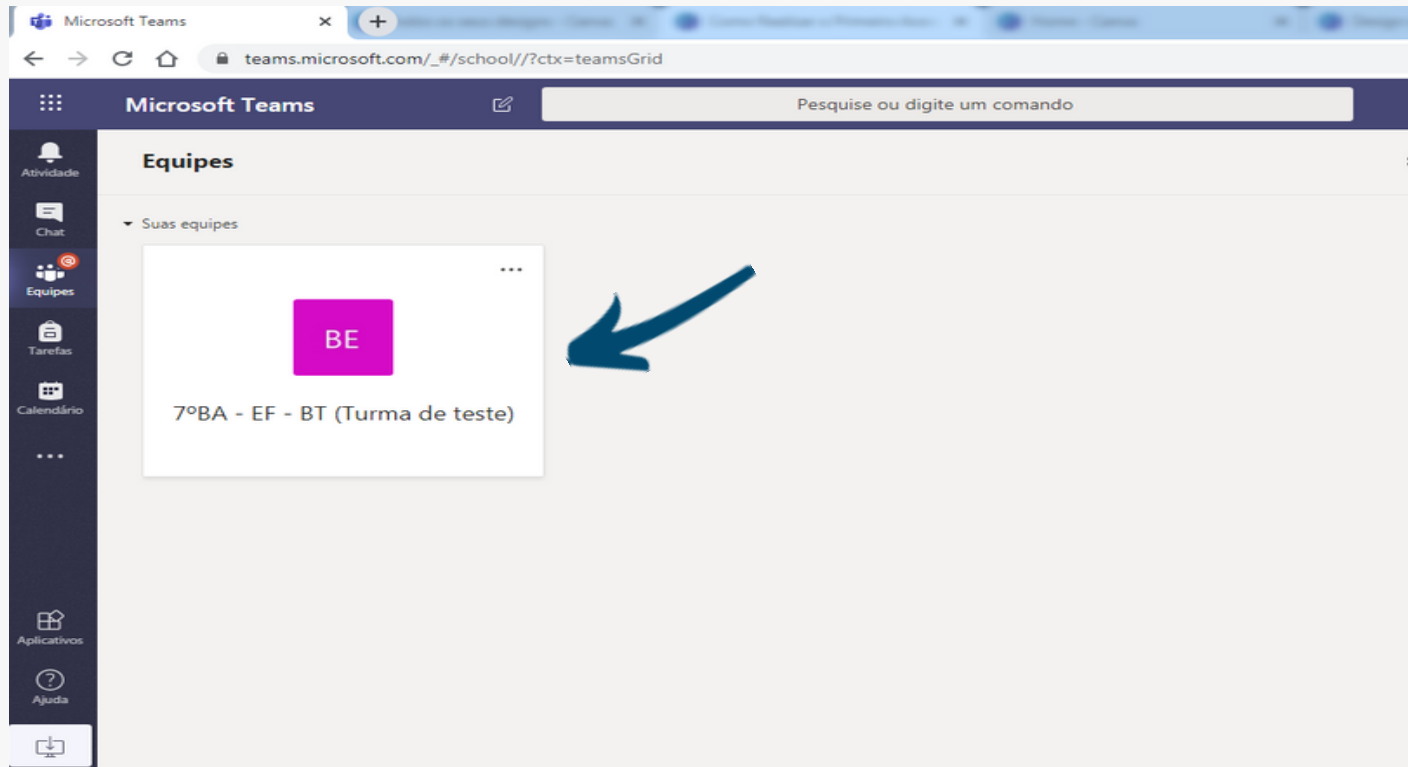 Microsoft Teams
teams.microsoft.com/_#/school//?ctx=teamsGrid
Microsoft Teams
Pesquise ou digite um comando
Atividade
Chat
Equipes
Tarefas
Calendário
Aplicativos
Ajuda
Equipes
Suas equipes
BE
7ºBA - EF - BT (Turma de teste)